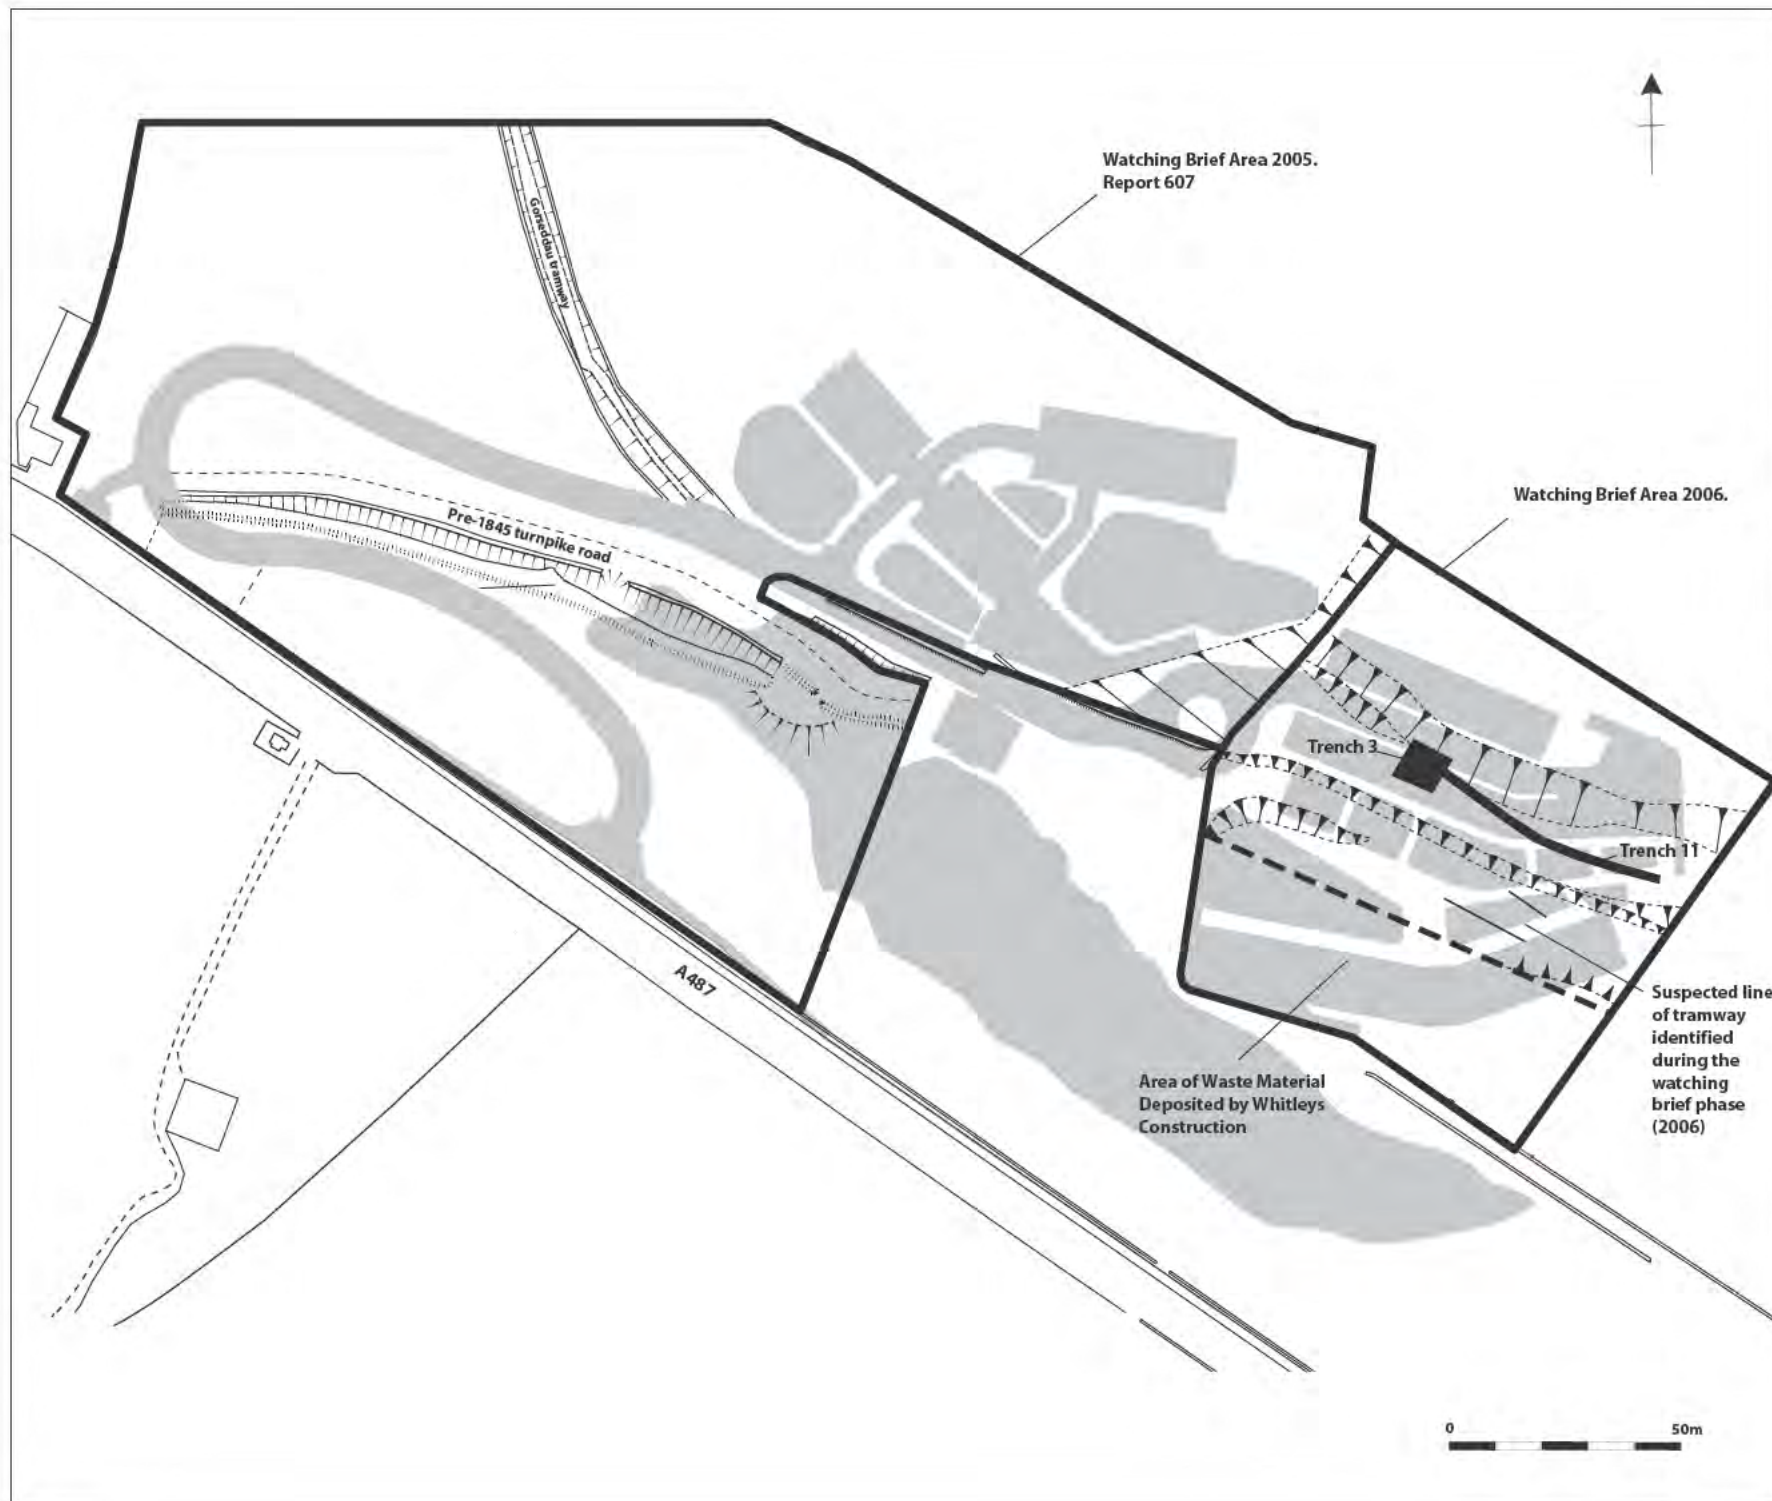 Watching Brief Area 2005.
Report 607
Gorseddau tramway
Watching Brief Area 2006.
Pre-1845 turnpike road
Trench 3
Trench 11
A487
Suspected line
of tramway
identified
during the
watching
brief phase
(2006)
Area of Waste Material
Deposited by Whitleys
Construction
0
50m